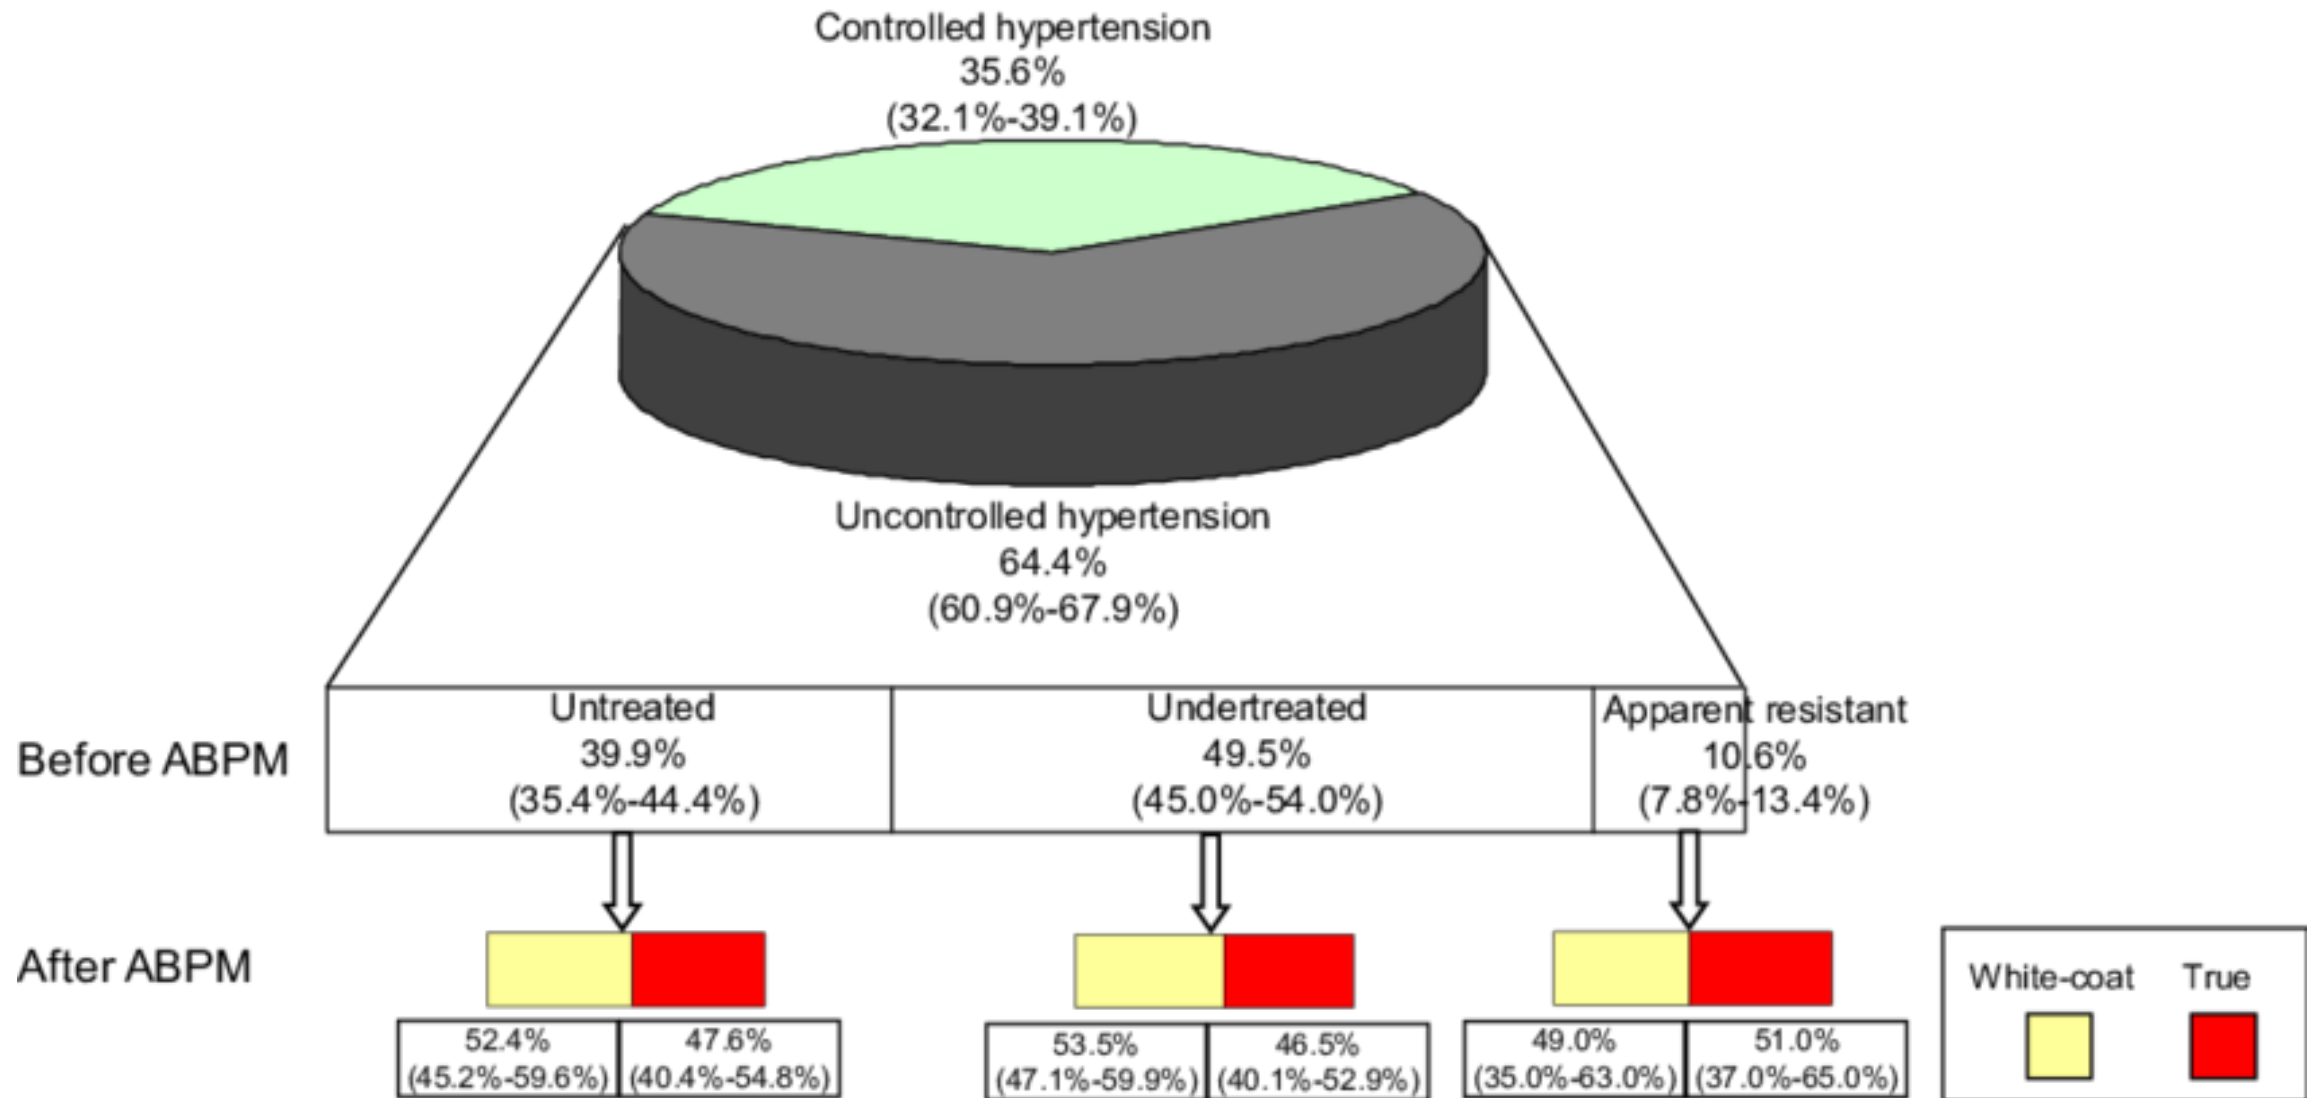 Controlled hypertension
35.6%
(32.1%-39.1%)
Uncontrolled hypertension
64.4%
(60.9%-67.9%)
Before ABPM
Untreated
39.9%
(35.4%-44.4%)
Undertreated
49.5%
(45.0%-54.0%)
Apparent resistant
10.6%
(7.8%-13.4%)
After ABPM
52.4%
(45.2%-59.6%)
47.6%
(40.4%-54.8%)
53.5%
(47.1%-59.9%)
46.5%
(40.1%-52.9%)
49.0%
(35.0%-63.0%)
51.0%
(37.0%-65.0%)
White-coat
True